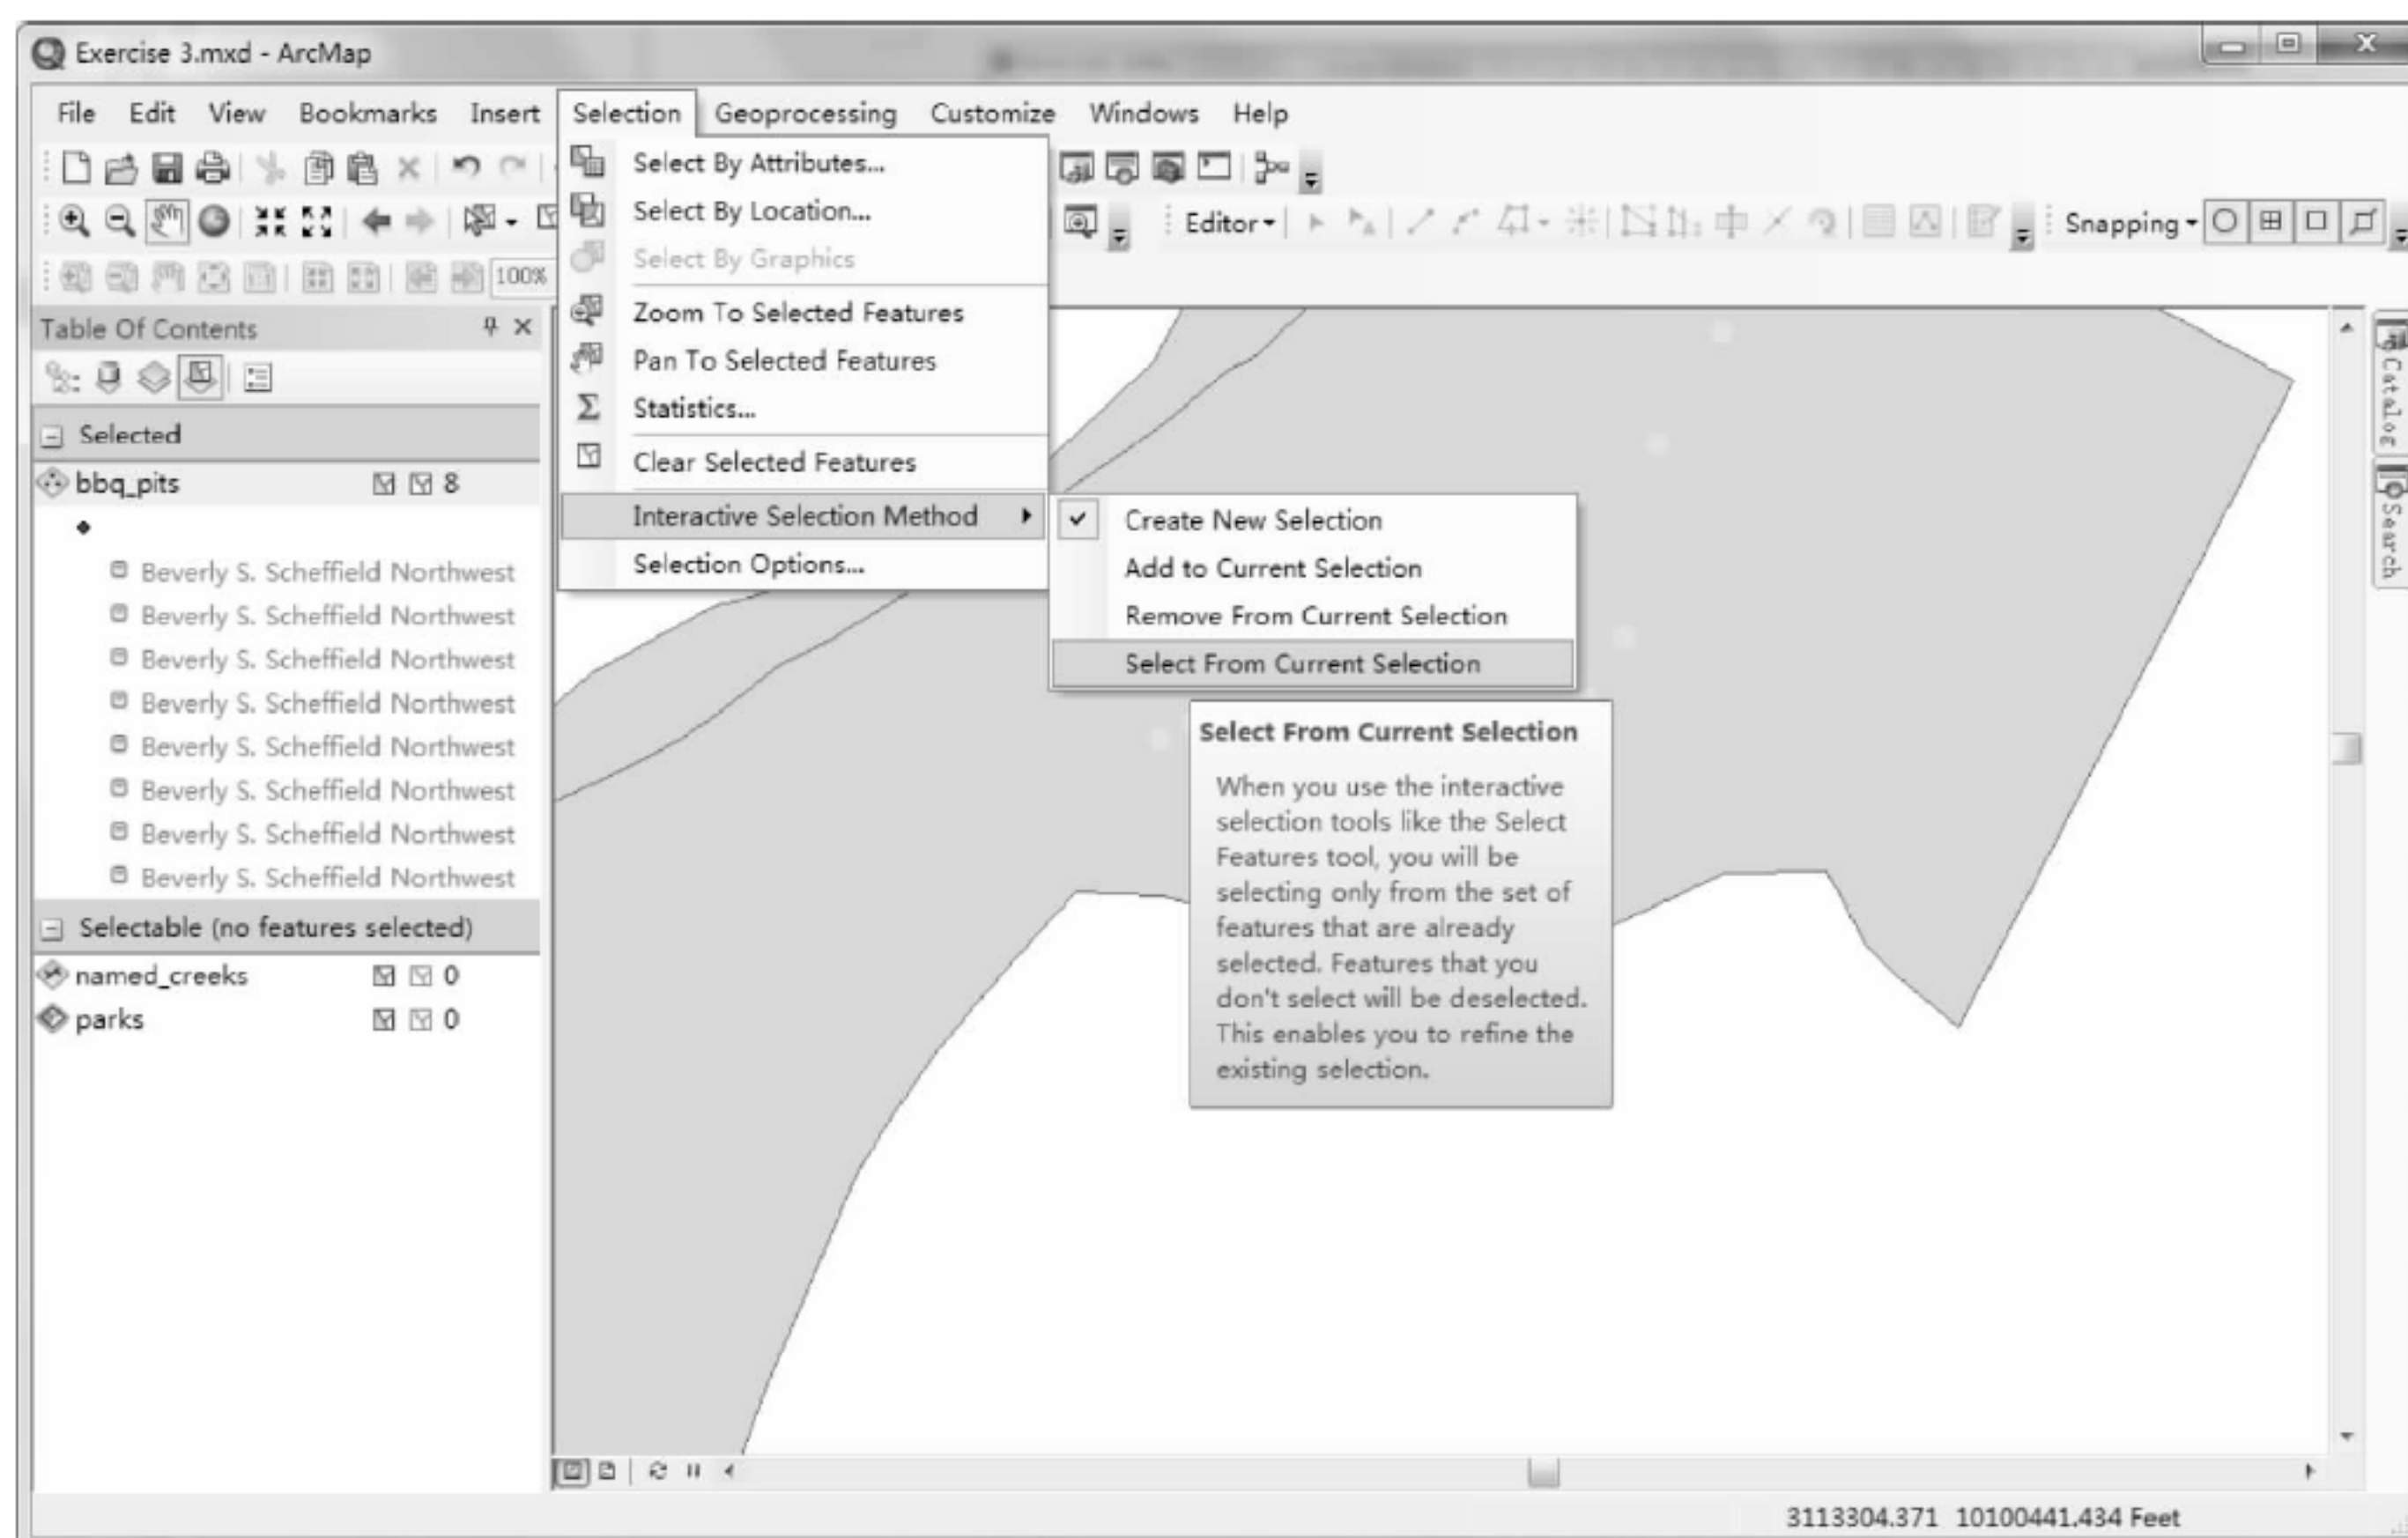 Exercise 3.mxd - ArcMap
File Edit View Bookmarks Insert Selection Geoprocessing Customize Windows Help
Select By Attributes...
Select By Location...
Select By Graphics
Zoom To Selected Features
Pan To Selected Features
Σ Statistics...
Clear Selected Features
Interactive Selection Method
Selection Options...
Create New Selection
Add to Current Selection
Remove From Current Selection
Select From Current Selection
Select From Current Selection
When you use the interactive
selection tools like the Select
Features tool, you will be
selecting only from the set of
features that are already
selected. Features that you
don't select will be deselected.
This enables you to refine the
existing selection.
Editor
Snapping
100%
Table Of Contents
Selected
bbq_pits 8
Beverly S. Scheffield Northwest
Beverly S. Scheffield Northwest
Beverly S. Scheffield Northwest
Beverly S. Scheffield Northwest
Beverly S. Scheffield Northwest
Beverly S. Scheffield Northwest
Beverly S. Scheffield Northwest
Beverly S. Scheffield Northwest
Selectable (no features selected)
named_creeks 0
parks 0
Catalog
Search
3113304.371 10100441.434 Feet